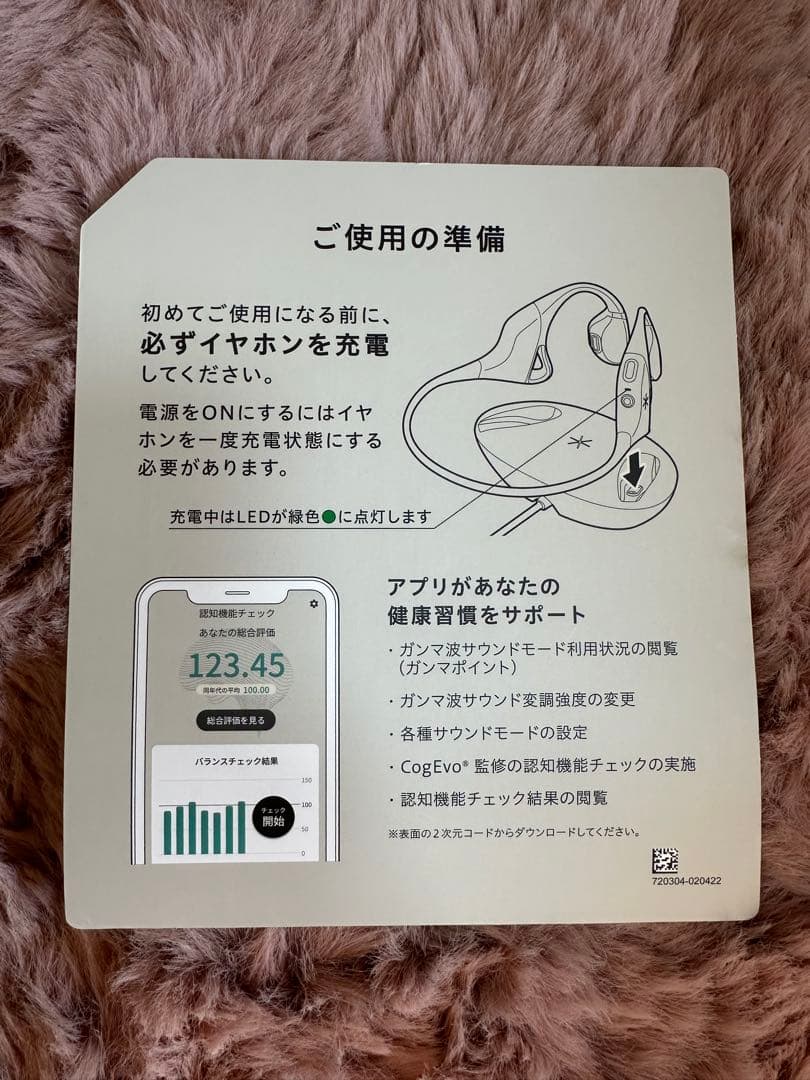 ご使用の準備
初めてご使用になる前に、
必ずイヤホンを充電
してください。
電源をONにするにはイヤ
ホンを一度充電状態にする
必要があります。
充電中はLEDが緑色●に点灯します
認知機能チェック
あなたの総合評価
123.45
同年代の平均 100.00
総合評価を見る
バランスチェック結果
150
100
50
0
チェック
開始
アプリがあなたの
健康習慣をサポート
・ガンマ波サウンドモード利用状況の閲覧
（ガンマポイント）
・ガンマ波サウンド変調強度の変更
・各種サウンドモードの設定
・CogEvo® 監修の認知機能チェックの実施
・認知機能チェック結果の閲覧
※表面の2次元コードからダウンロードしてください。
720304-020422